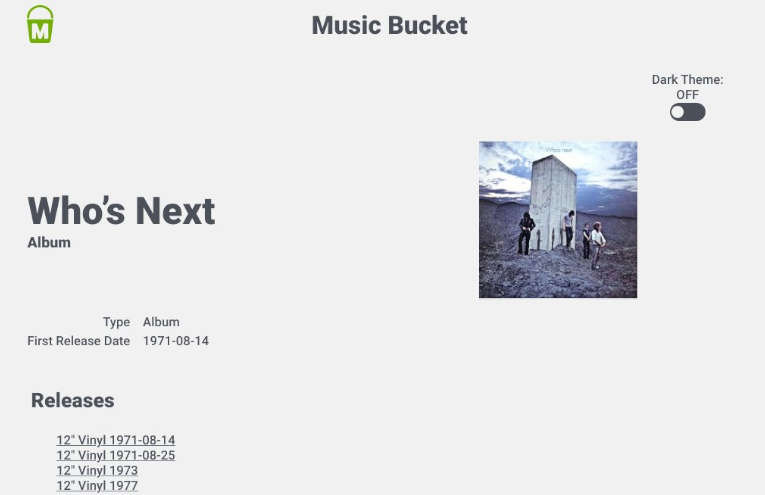 M
Music Bucket
Dark Theme:
OFF
Who's next
Who’s Next
Album
Type Album
First Release Date 1971-08-14
Releases
12" Vinyl 1971-08-14
12" Vinyl 1971-08-25
12" Vinyl 1973
12" Vinyl 1977